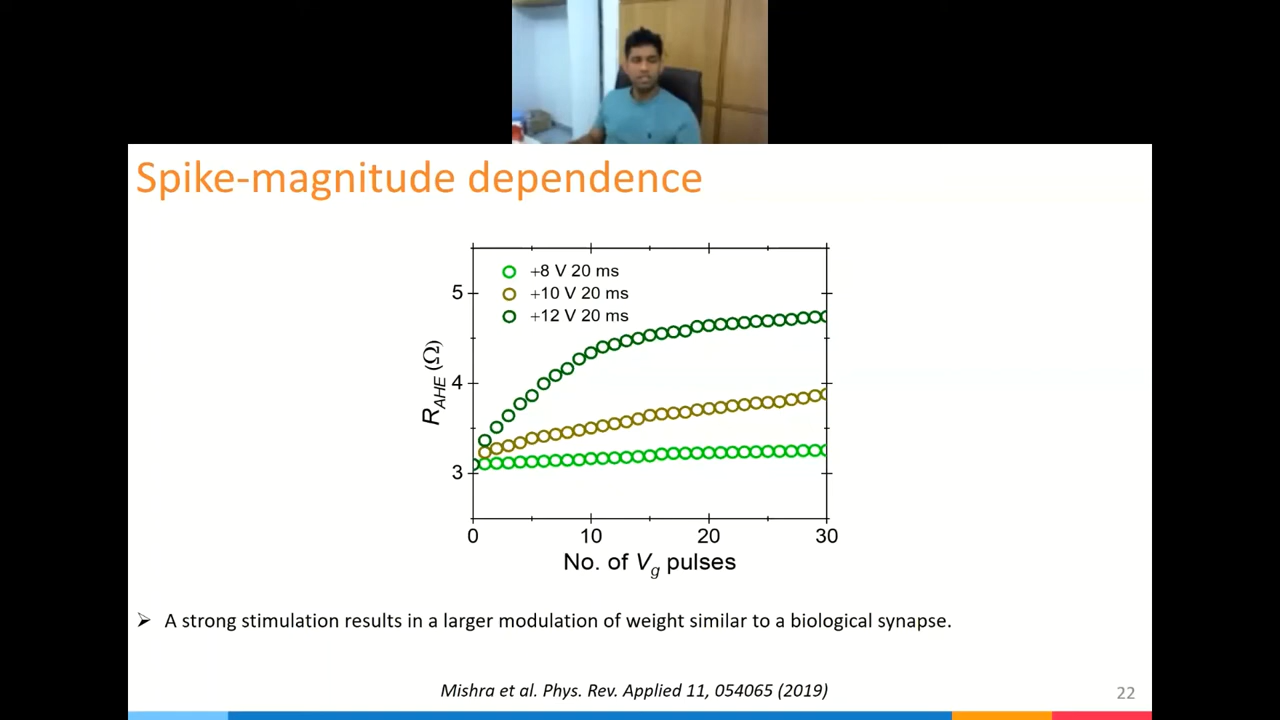 Spike-magnitude dependence
+8 V 20 ms
+10 V 20 ms
+12 V 20 ms
5
4
3
R_AHE (Ω)
0 10 20 30
No. of V_g pulses
➢ A strong stimulation results in a larger modulation of weight similar to a biological synapse.
Mishra et al. Phys. Rev. Applied 11, 054065 (2019)
22